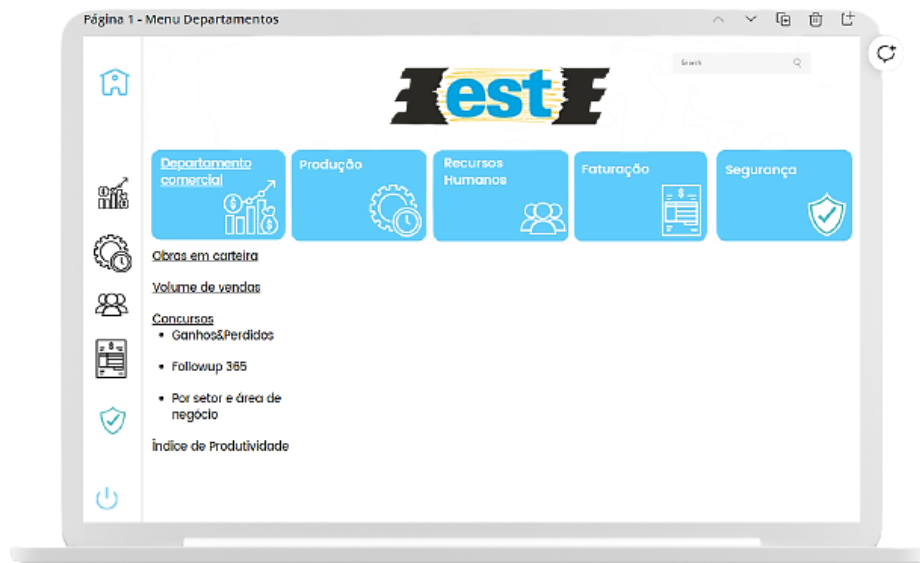 Página 1 - Menu Departamentos
Search
est
Departamento
comercial
Produção
Recursos
Humanos
Faturação
Segurança
Obras em carteira
Volume de vendas
Concursos
• Ganhos&Perdidos
• Followup 365
• Por setor e área de
negócio
Índice de Produtividade